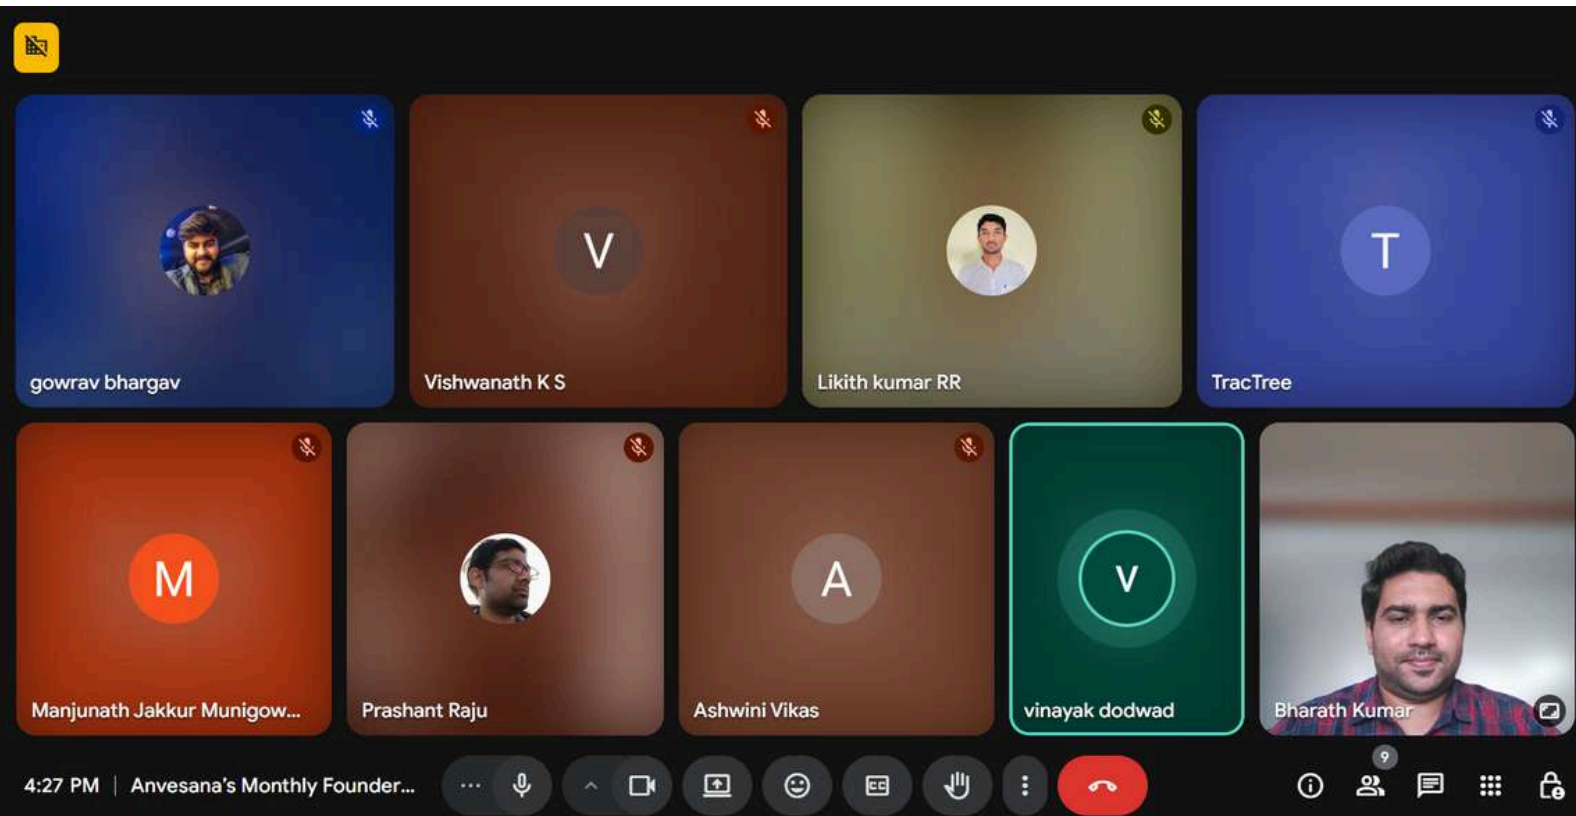 gowrav bhargav
V
Vishwanath K S
Likith kumar RR
T
TracTree
M
Manjunath Jakkur Munigow...
Prashant Raju
A
Ashwini Vikas
v
vinayak dodwad
Bharath Kumar
4:27 PM | Anvesana's Monthly Founder...
CC
9